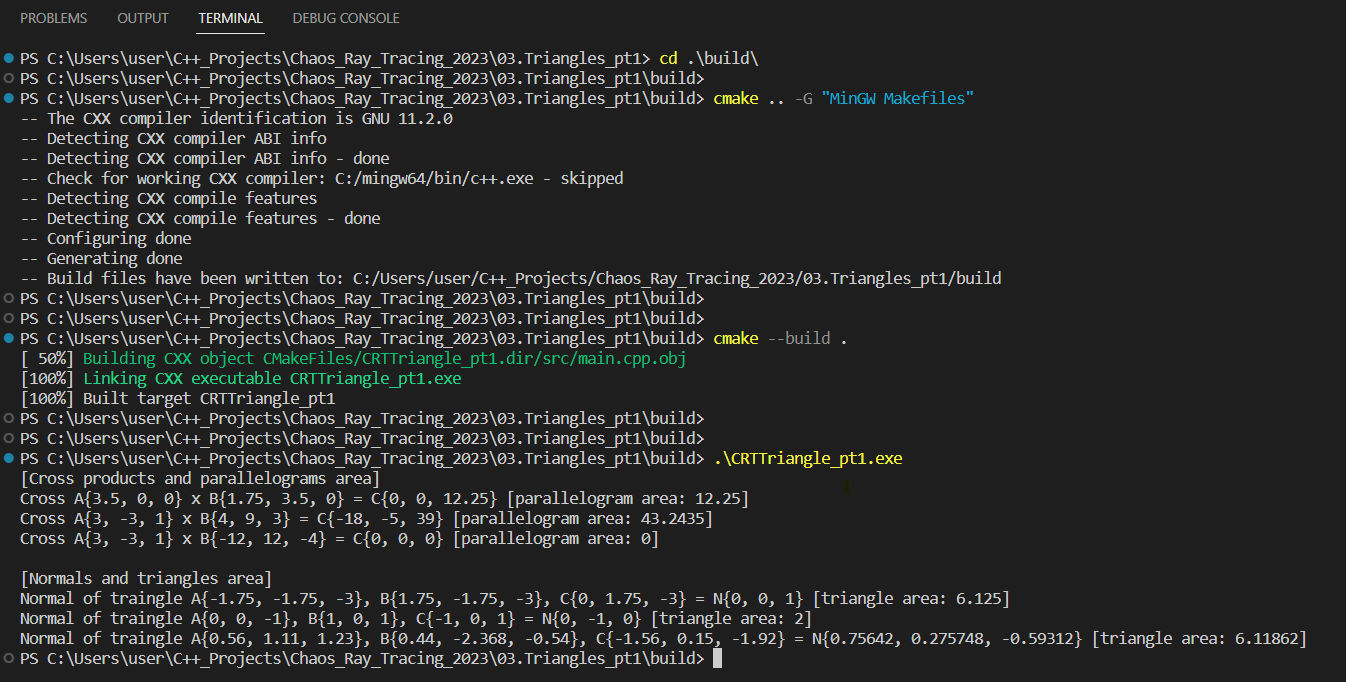 PROBLEMS OUTPUT TERMINAL DEBUG CONSOLE
PS C:\Users\user\C++_Projects\Chaos_Ray_Tracing_2023\03.Triangles_pt1> cd .\build\
PS C:\Users\user\C++_Projects\Chaos_Ray_Tracing_2023\03.Triangles_pt1\build>
PS C:\Users\user\C++_Projects\Chaos_Ray_Tracing_2023\03.Triangles_pt1\build> cmake .. -G "MinGW Makefiles"
-- The CXX compiler identification is GNU 11.2.0
-- Detecting CXX compiler ABI info
-- Detecting CXX compiler ABI info - done
-- Check for working CXX compiler: C:/mingw64/bin/c++.exe - skipped
-- Detecting CXX compile features
-- Detecting CXX compile features - done
-- Configuring done
-- Generating done
-- Build files have been written to: C:/Users/user/C++_Projects/Chaos_Ray_Tracing_2023/03.Triangles_pt1/build
PS C:\Users\user\C++_Projects\Chaos_Ray_Tracing_2023\03.Triangles_pt1\build>
PS C:\Users\user\C++_Projects\Chaos_Ray_Tracing_2023\03.Triangles_pt1\build>
PS C:\Users\user\C++_Projects\Chaos_Ray_Tracing_2023\03.Triangles_pt1\build> cmake --build .
[ 50%] Building CXX object CMakeFiles/CRTTriangle_pt1.dir/src/main.cpp.obj
[100%] Linking CXX executable CRTTriangle_pt1.exe
[100%] Built target CRTTriangle_pt1
PS C:\Users\user\C++_Projects\Chaos_Ray_Tracing_2023\03.Triangles_pt1\build>
PS C:\Users\user\C++_Projects\Chaos_Ray_Tracing_2023\03.Triangles_pt1\build>
PS C:\Users\user\C++_Projects\Chaos_Ray_Tracing_2023\03.Triangles_pt1\build> .\CRTTriangle_pt1.exe
[Cross products and parallelograms area]
Cross A{3.5, 0, 0} x B{1.75, 3.5, 0} = C{0, 0, 12.25} [parallelogram area: 12.25]
Cross A{3, -3, 1} x B{4, 9, 3} = C{-18, -5, 39} [parallelogram area: 43.2435]
Cross A{3, -3, 1} x B{-12, 12, -4} = C{0, 0, 0} [parallelogram area: 0]
[Normals and triangles area]
Normal of traingle A{-1.75, -1.75, -3}, B{1.75, -1.75, -3}, C{0, 1.75, -3} = N{0, 0, 1} [triangle area: 6.125]
Normal of traingle A{0, 0, -1}, B{1, 0, 1}, C{-1, 0, 1} = N{0, -1, 0} [triangle area: 2]
Normal of traingle A{0.56, 1.11, 1.23}, B{0.44, -2.368, -0.54}, C{-1.56, 0.15, -1.92} = N{0.75642, 0.275748, -0.59312} [triangle area: 6.11862]
PS C:\Users\user\C++_Projects\Chaos_Ray_Tracing_2023\03.Triangles_pt1\build>